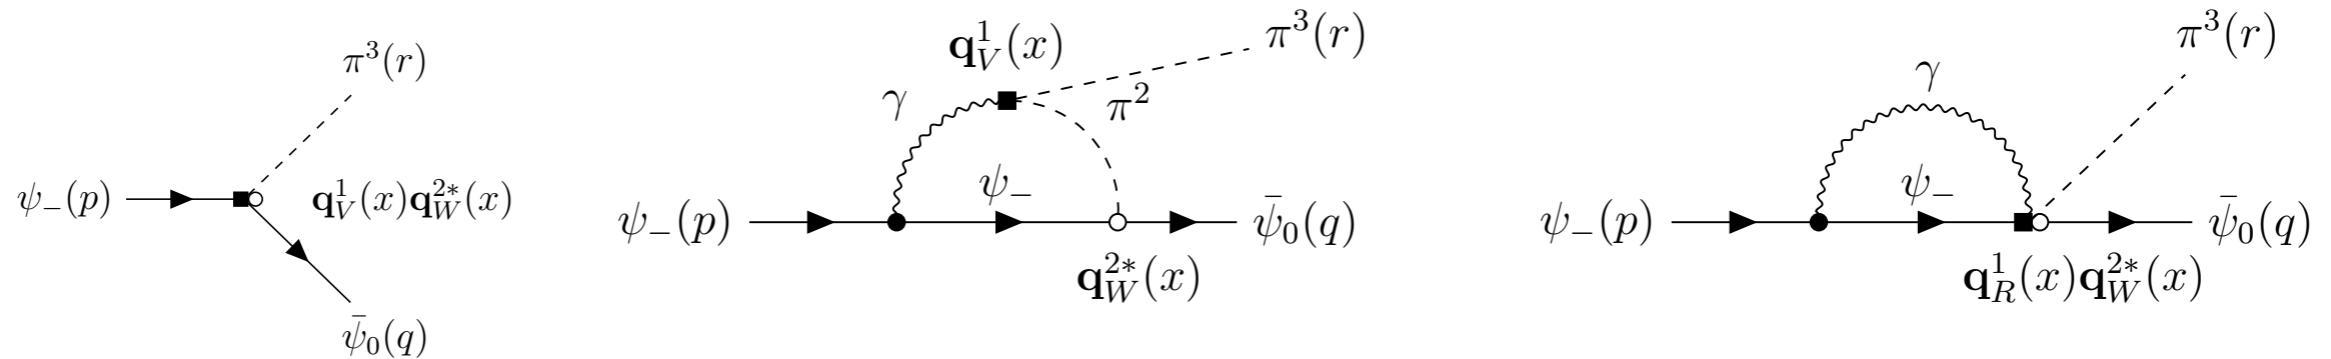 π³(r)
ψ₋(p)
q¹_V(x)q²*_W(x)
ψ̄₀(q)
q¹_V(x)
π³(r)
γ
π²
ψ₋
ψ₋(p)
ψ̄₀(q)
q²*_W(x)
π³(r)
γ
ψ₋
ψ₋(p)
ψ̄₀(q)
q¹_R(x)q²*_W(x)